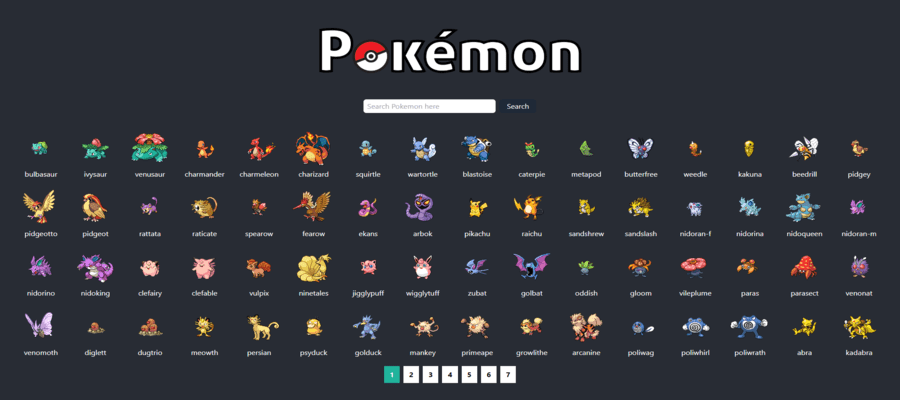 Pokémon
Search Pokemon here Search
bulbasaur ivysaur venusaur charmander charmeleon charizard squirtle wartortle blastoise caterpie metapod butterfree weedle kakuna beedrill pidgey
pidgeotto pidgeot rattata raticate spearow fearow ekans arbok pikachu raichu sandshrew sandslash nidoran-f nidorina nidoqueen nidoran-m
nidorino nidoking clefairy clefable vulpix ninetales jigglypuff wigglytuff zubat golbat oddish gloom vileplume paras parasect venonat
venomoth diglett dugtrio meowth persian psyduck golduck mankey primeape growlithe arcanine poliwag poliwhirl poliwrath abra kadabra
1 2 3 4 5 6 7